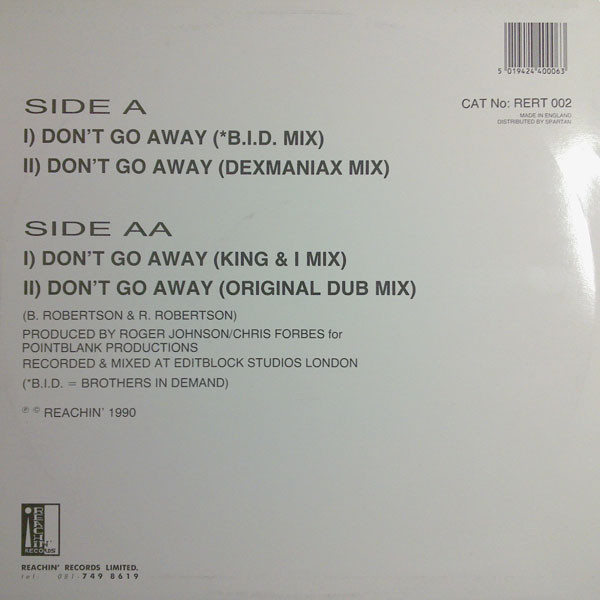 5 019424 400063
CAT No: RERT 002
MADE IN ENGLAND
DISTRIBUTED BY SPARTAN
SIDE A
I) DON'T GO AWAY (*B.I.D. MIX)
II) DON'T GO AWAY (DEXMANIAX MIX)
SIDE AA
I) DON'T GO AWAY (KING & I MIX)
II) DON'T GO AWAY (ORIGINAL DUB MIX)
(B. ROBERTSON & R. ROBERTSON)
PRODUCED BY ROGER JOHNSON/CHRIS FORBES for
POINTBLANK PRODUCTIONS
RECORDED & MIXED AT EDITBLOCK STUDIOS LONDON
(*B.I.D. = BROTHERS IN DEMAND)
℗ © REACHIN' 1990
REACHIN'
RECORDS
REACHIN' RECORDS LIMITED.
tel: 081-749 8619